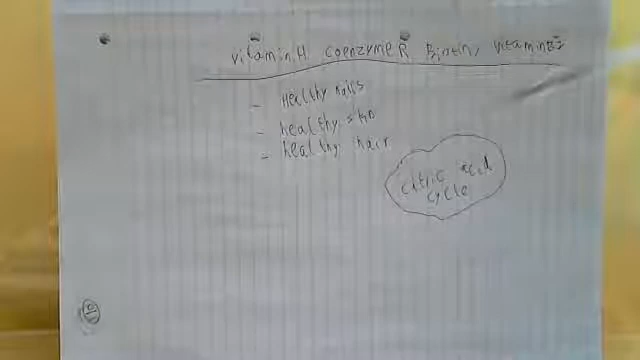 vitamin H coenzyme R Biotin, vitamin B7
- Healthy nails
- healthy skin
- healthy hair
citric acid
cycle